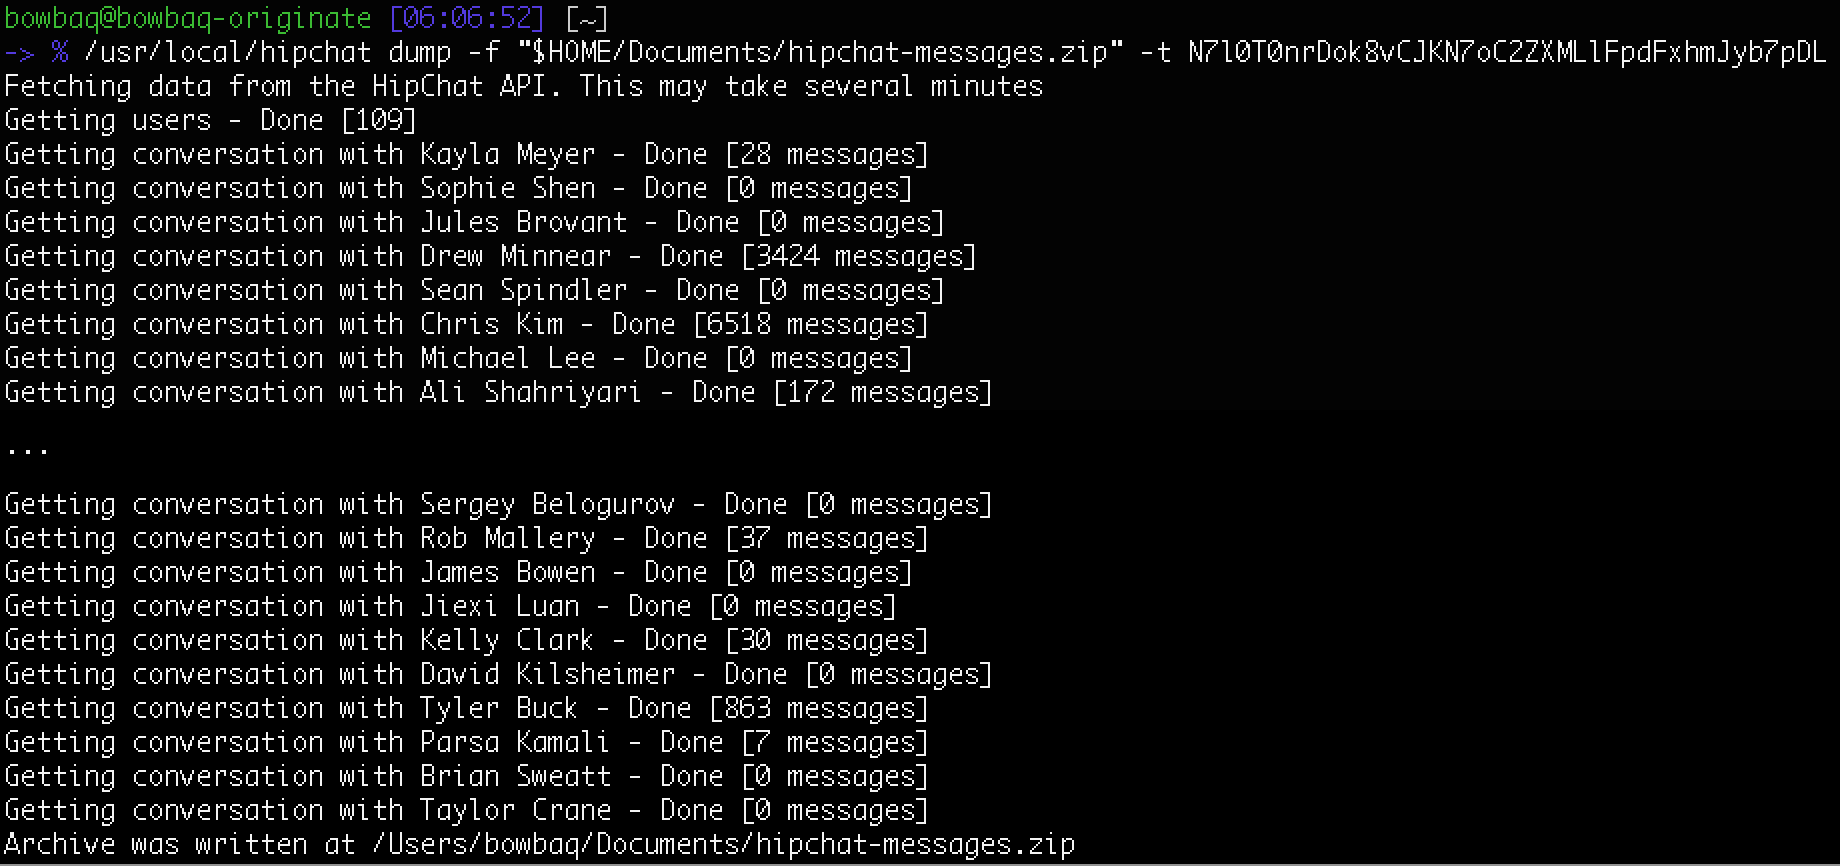 bowbaq@bowbaq-originate [06:06:52] [~]
-> % /usr/local/hipchat dump -f "$HOME/Documents/hipchat-messages.zip" -t N7l0T0nrDok8vCJKN7oC2ZXMLlFpdFxhmJyb7pDL
Fetching data from the HipChat API. This may take several minutes
Getting users - Done [109]
Getting conversation with Kayla Meyer - Done [28 messages]
Getting conversation with Sophie Shen - Done [0 messages]
Getting conversation with Jules Brovant - Done [0 messages]
Getting conversation with Drew Minnear - Done [3424 messages]
Getting conversation with Sean Spindler - Done [0 messages]
Getting conversation with Chris Kim - Done [6518 messages]
Getting conversation with Michael Lee - Done [0 messages]
Getting conversation with Ali Shahriyari - Done [172 messages]
...
Getting conversation with Sergey Belogurov - Done [0 messages]
Getting conversation with Rob Mallery - Done [37 messages]
Getting conversation with James Bowen - Done [0 messages]
Getting conversation with Jiexi Luan - Done [0 messages]
Getting conversation with Kelly Clark - Done [30 messages]
Getting conversation with David Kilsheimer - Done [0 messages]
Getting conversation with Tyler Buck - Done [863 messages]
Getting conversation with Parsa Kamali - Done [7 messages]
Getting conversation with Brian Sweatt - Done [0 messages]
Getting conversation with Taylor Crane - Done [0 messages]
Archive was written at /Users/bowbaq/Documents/hipchat-messages.zip